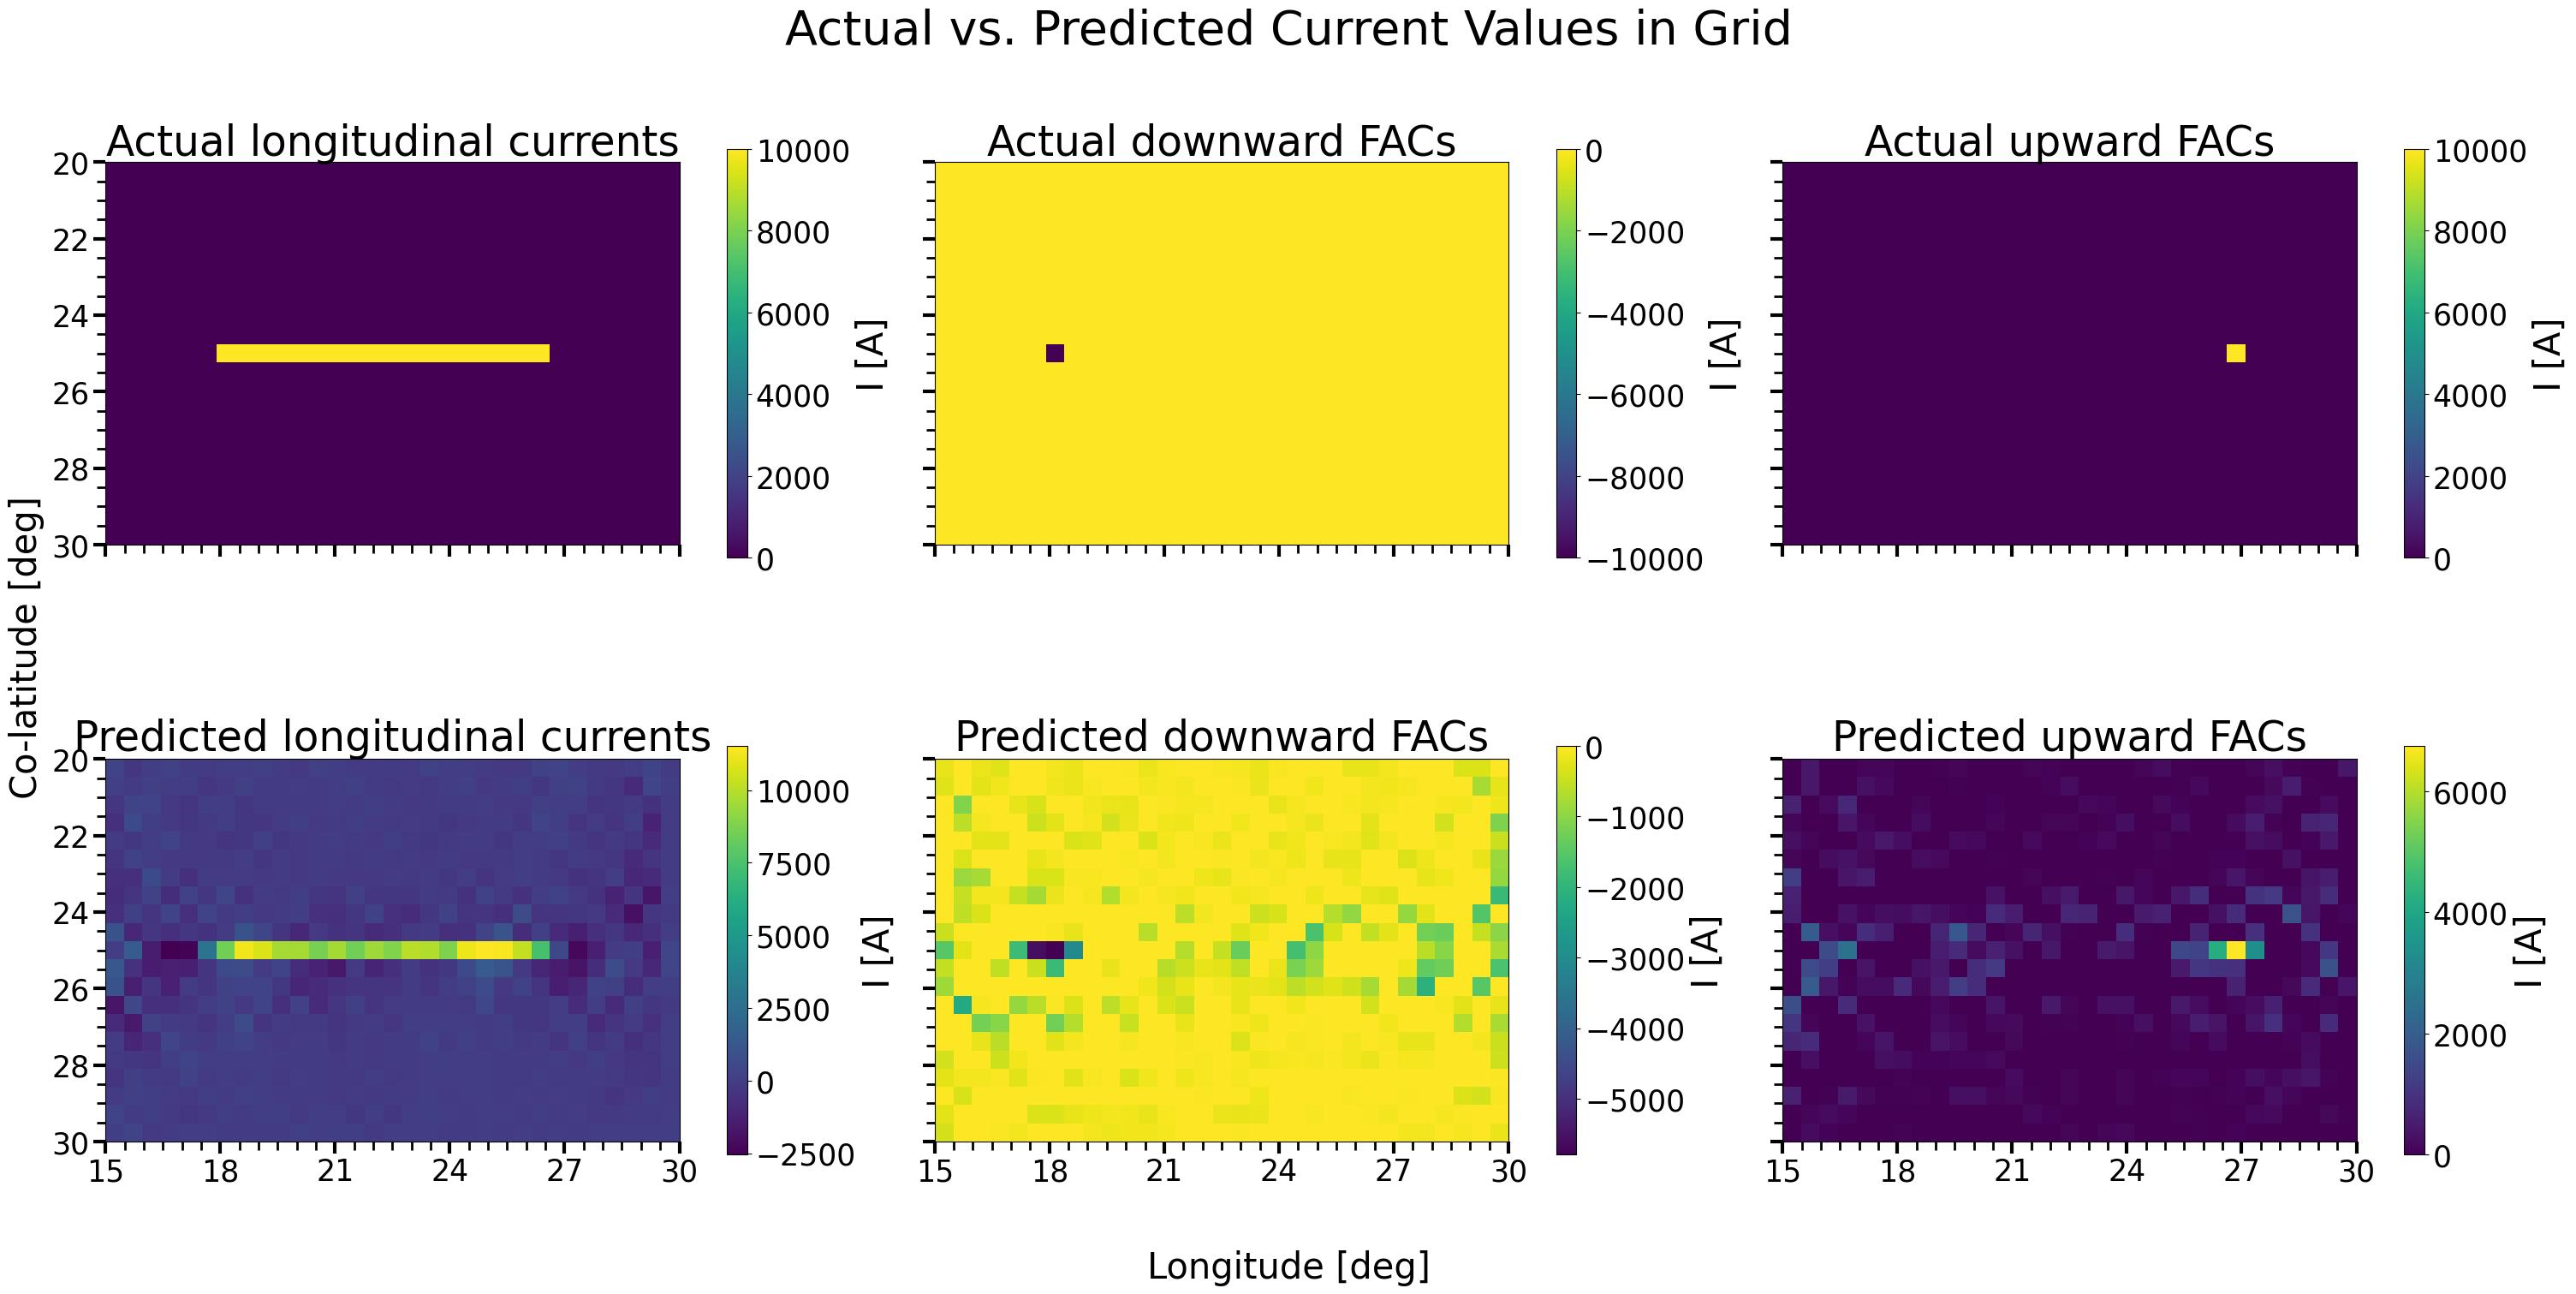 Actual vs. Predicted Current Values in Grid
Actual longitudinal currents
Actual downward FACs
Actual upward FACs
20
22
24
26
28
30
10000
8000
6000
4000
2000
0
I [A]
0
−2000
−4000
−6000
−8000
−10000
I [A]
10000
8000
6000
4000
2000
0
I [A]
Co-latitude [deg]
Predicted longitudinal currents
Predicted downward FACs
Predicted upward FACs
20
22
24
26
28
30
15 18 21 24 27 30
10000
7500
5000
2500
0
−2500
I [A]
15 18 21 24 27 30
0
−1000
−2000
−3000
−4000
−5000
I [A]
15 18 21 24 27 30
6000
4000
2000
0
I [A]
Longitude [deg]